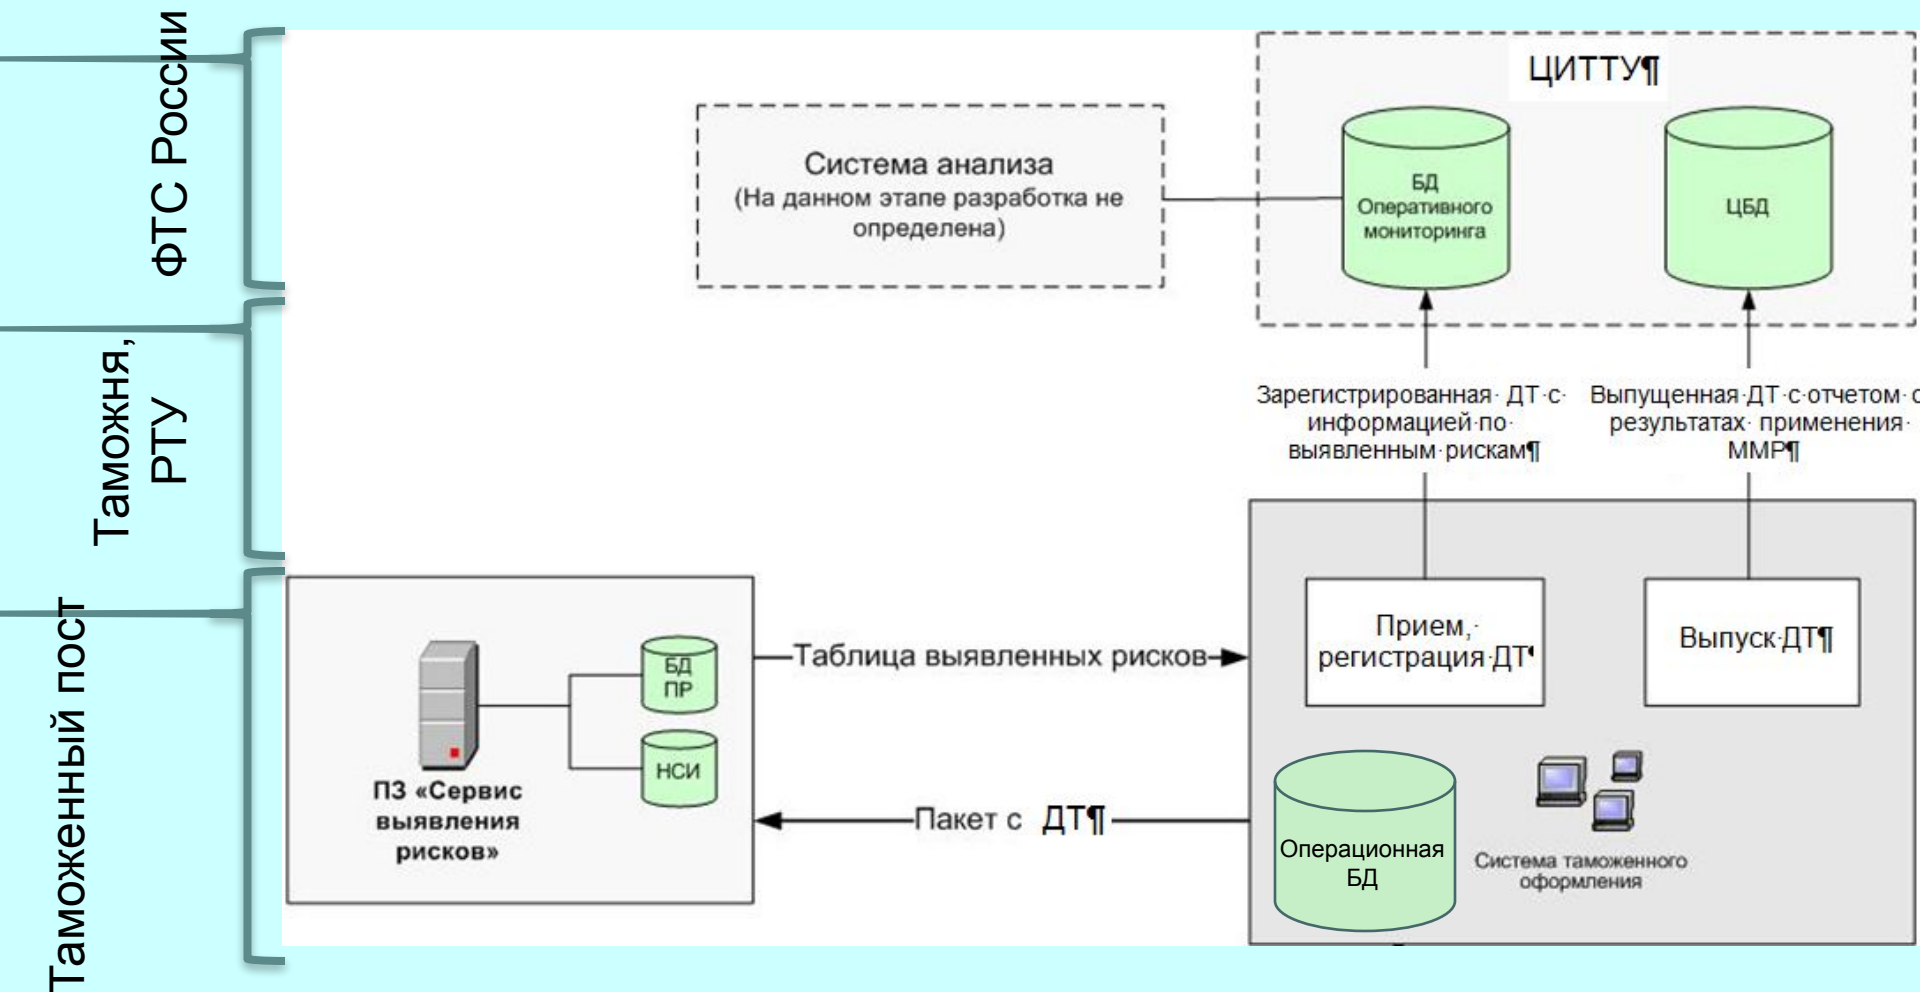 ФТС России
Таможня,
РТУ
Таможенный пост
ЦИТТУ¶
Система анализа
(На данном этапе разработка не
определена)
БД
Оперативного
мониторинга
ЦБД
Зарегистрированная· ДТ·с·
информацией·по·
выявленным·рискам¶
Выпущенная·ДТ·с·отчетом·о
результатах· применения·
ММР¶
Прием,·
регистрация·ДТ¶
Выпуск·ДТ¶
БД
ПР
НСИ
ПЗ «Сервис
выявления
рисков»
Таблица выявленных рисков
Пакет с ДТ¶
Операционная
БД
Система таможенного
оформления